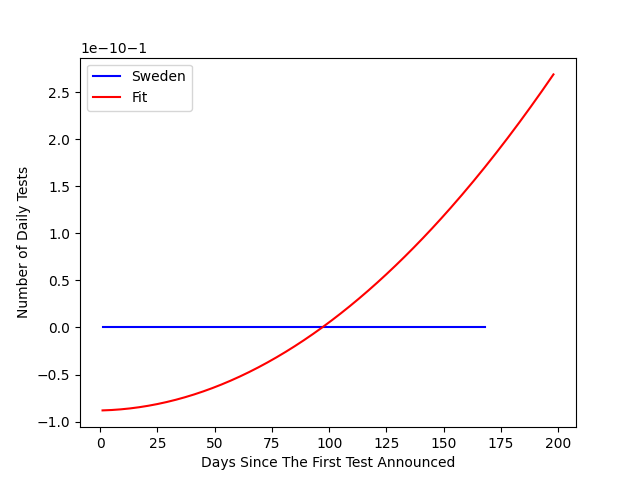 1e−10−1
Sweden
Fit
2.5
2.0
1.5
1.0
0.5
0.0
−0.5
−1.0
Number of Daily Tests
0 25 50 75 100 125 150 175 200
Days Since The First Test Announced